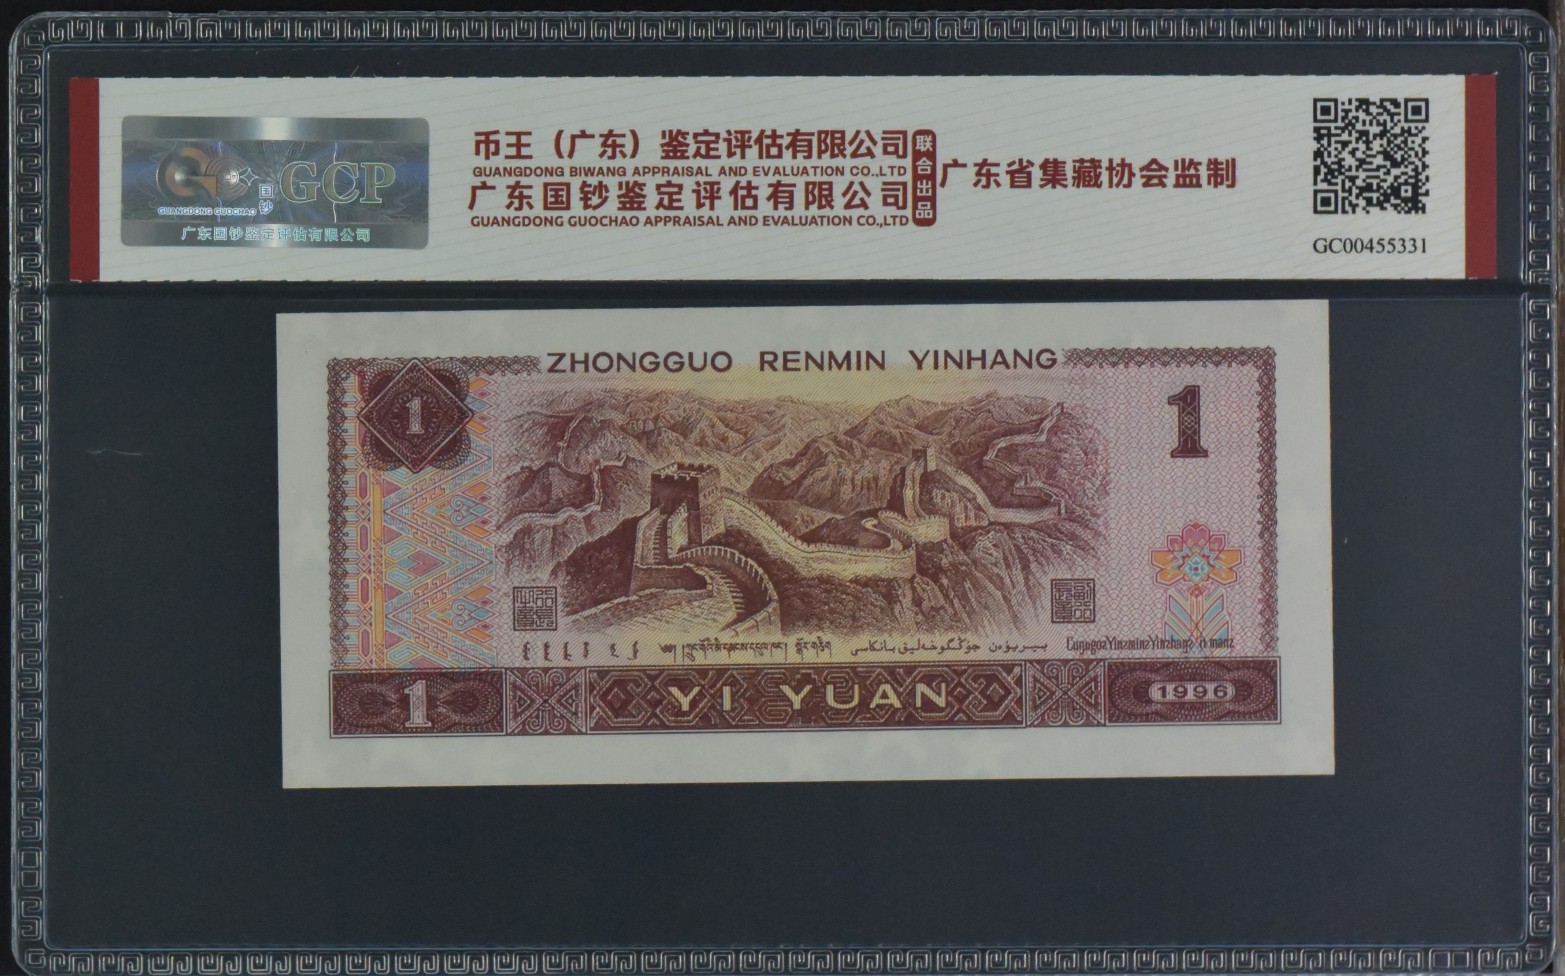 币王（广东）鉴定评估有限公司
GUANGDONG BIWANG APPRAISAL AND EVALUATION CO.,LTD
广东国钞鉴定评估有限公司
GUANGDONG GUOCHAO APPRAISAL AND EVALUATION CO.,LTD
联合出品
广东省集藏协会监制
GCP
国钞
GUANGDONG GUOCHAO
广东国钞鉴定评估有限公司
GC00455331
ZHONGGUO RENMIN YINHANG
1
1
YI YUAN
1
1996